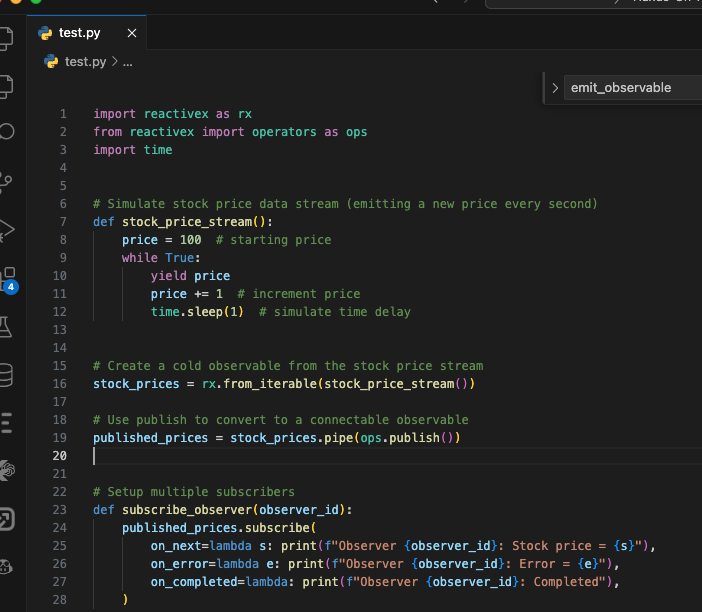 test.py
test.py > ...
emit_observable
1 import reactivex as rx
2 from reactivex import operators as ops
3 import time
4
5
6 # Simulate stock price data stream (emitting a new price every second)
7 def stock_price_stream():
8     price = 100  # starting price
9     while True:
10         yield price
11         price += 1  # increment price
12         time.sleep(1)  # simulate time delay
13
14
15 # Create a cold observable from the stock price stream
16 stock_prices = rx.from_iterable(stock_price_stream())
17
18 # Use publish to convert to a connectable observable
19 published_prices = stock_prices.pipe(ops.publish())
20
21
22 # Setup multiple subscribers
23 def subscribe_observer(observer_id):
24     published_prices.subscribe(
25         on_next=lambda s: print(f"Observer {observer_id}: Stock price = {s}"),
26         on_error=lambda e: print(f"Observer {observer_id}: Error = {e}"),
27         on_completed=lambda: print(f"Observer {observer_id}: Completed"),
28     )
4